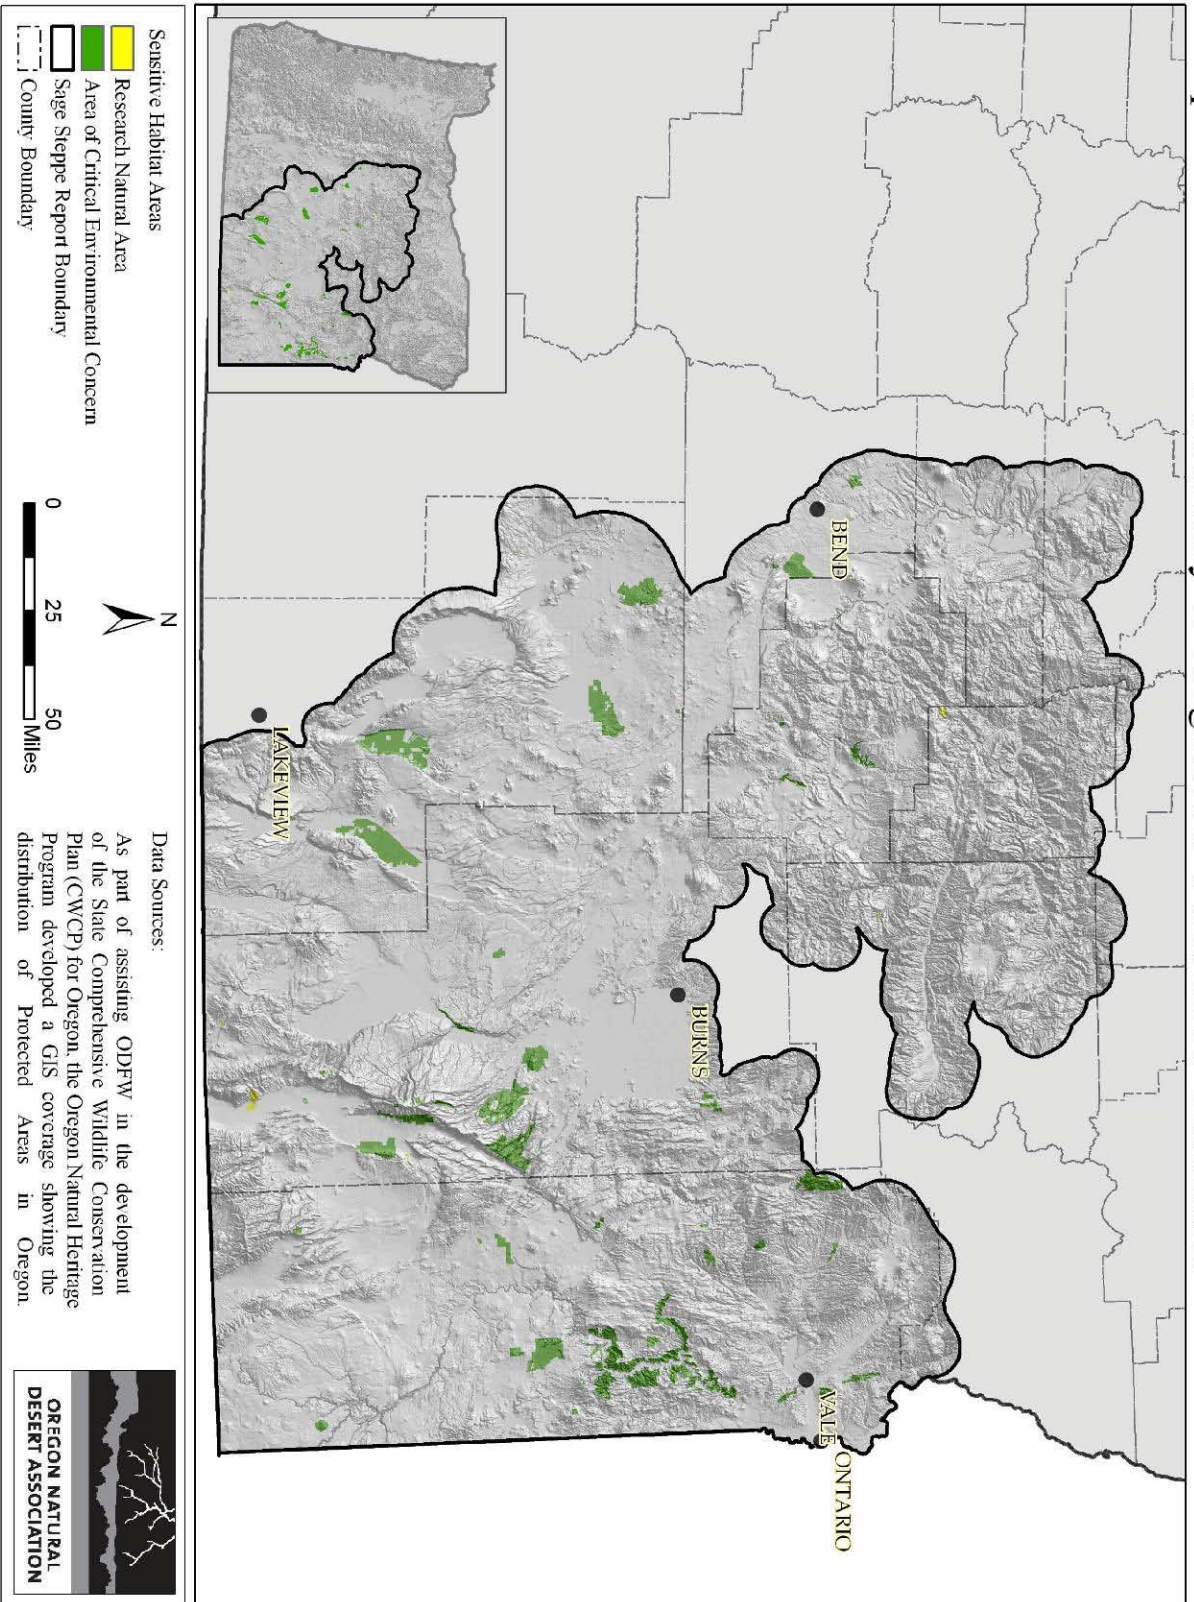 BEND
VALE
ONTARIO
BURNS
LAKEVIEW
Sensitive Habitat Areas
Research Natural Area
Area of Critical Environmental Concern
Sage Steppe Report Boundary
County Boundary
N
0 25 50
Miles
Data Sources:
As part of assisting ODFW in the development
of the State Comprehensive Wildlife Conservation
Plan (CWCP) for Oregon, the Oregon Natural Heritage
Program developed a GIS coverage showing the
distribution of Protected Areas in Oregon.
OREGON NATURAL
DESERT ASSOCIATION